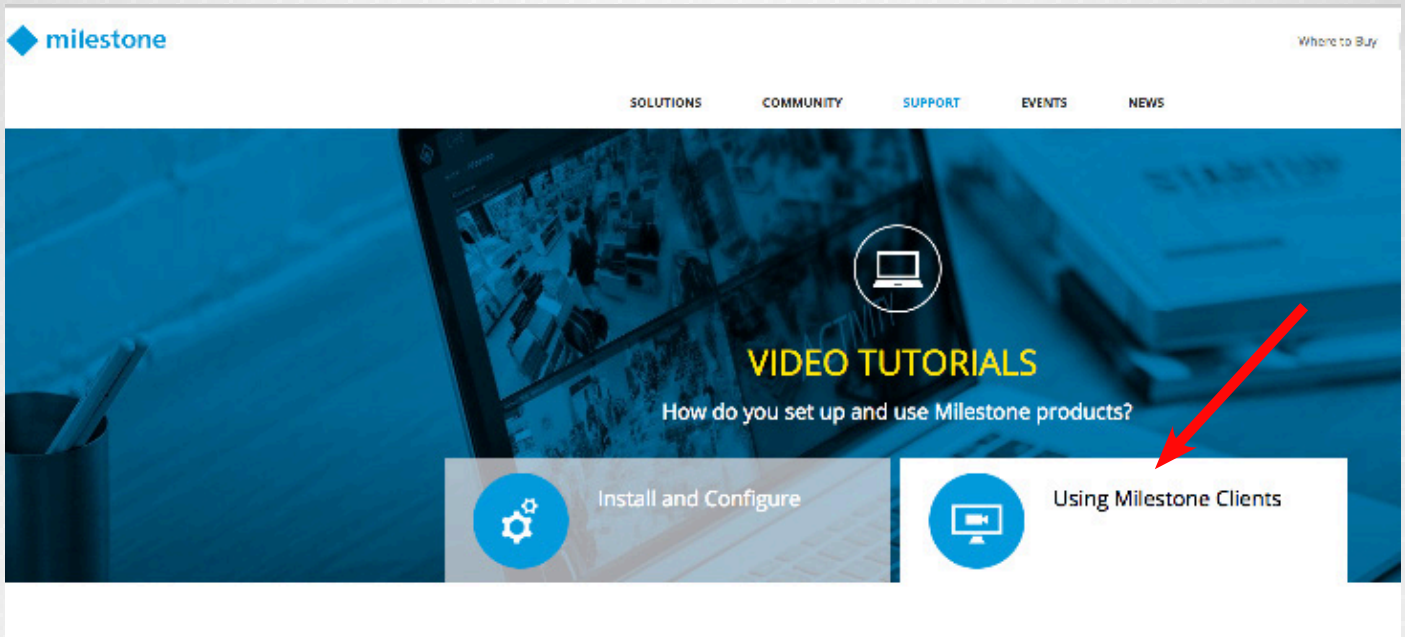 milestone
Where to Buy
SOLUTIONS COMMUNITY SUPPORT EVENTS NEWS
STARTUP
VIDEO TUTORIALS
How do you set up and use Milestone products?
Install and Configure
Using Milestone Clients